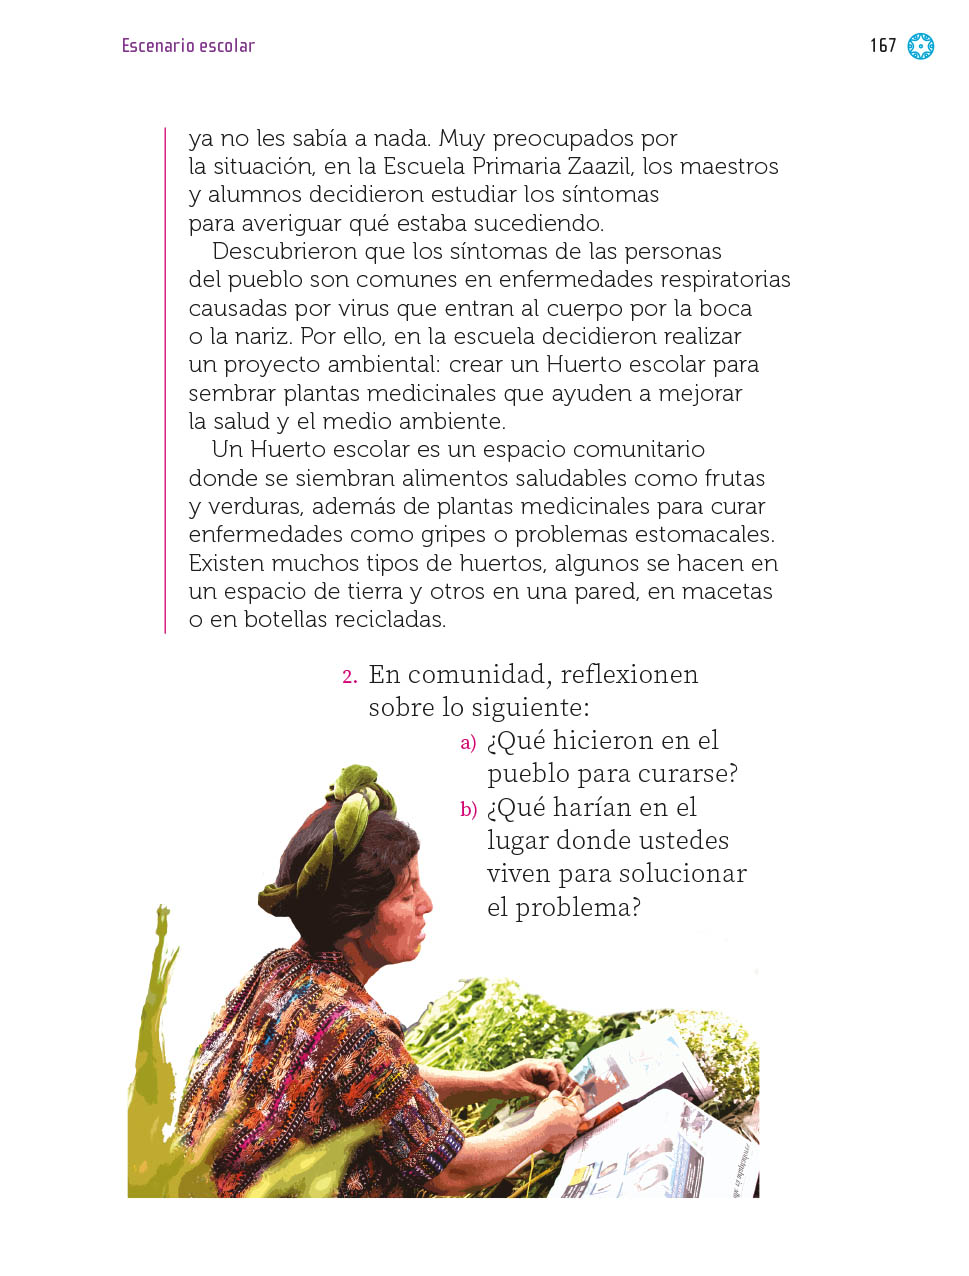 Escenario escolar
167
ya no les sabía a nada. Muy preocupados por
la situación, en la Escuela Primaria Zaazil, los maestros
y alumnos decidieron estudiar los síntomas
para averiguar qué estaba sucediendo.
Descubrieron que los síntomas de las personas
del pueblo son comunes en enfermedades respiratorias
causadas por virus que entran al cuerpo por la boca
o la nariz. Por ello, en la escuela decidieron realizar
un proyecto ambiental: crear un Huerto escolar para
sembrar plantas medicinales que ayuden a mejorar
la salud y el medio ambiente.
Un Huerto escolar es un espacio comunitario
donde se siembran alimentos saludables como frutas
y verduras, además de plantas medicinales para curar
enfermedades como gripes o problemas estomacales.
Existen muchos tipos de huertos, algunos se hacen en
un espacio de tierra y otros en una pared, en macetas
o en botellas recicladas.
2. En comunidad, reflexionen
sobre lo siguiente:
a) ¿Qué hicieron en el
pueblo para curarse?
b) ¿Qué harían en el
lugar donde ustedes
viven para solucionar
el problema?